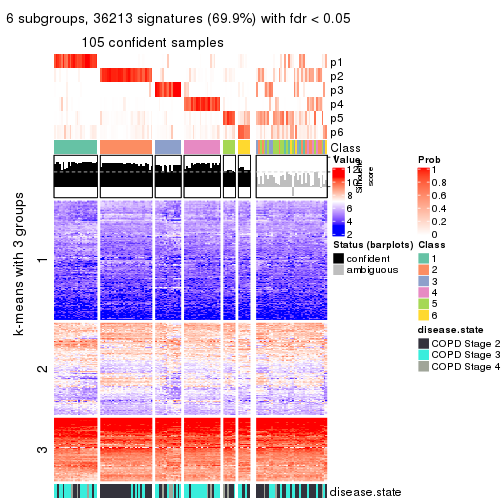 6 subgroups, 36213 signatures (69.9%) with fdr < 0.05
105 confident samples
p1
p2
p3
p4
p5
p6
Class
Silhouette score
disease.state
k-means with 3 groups
1
2
3
Value
12
8
6
4
2
Prob
1
0.8
0.6
0.4
0.2
0
Status (barplots)
confident
ambiguous
Class
1
2
3
4
5
6
disease.state
COPD Stage 2
COPD Stage 3
COPD Stage 4